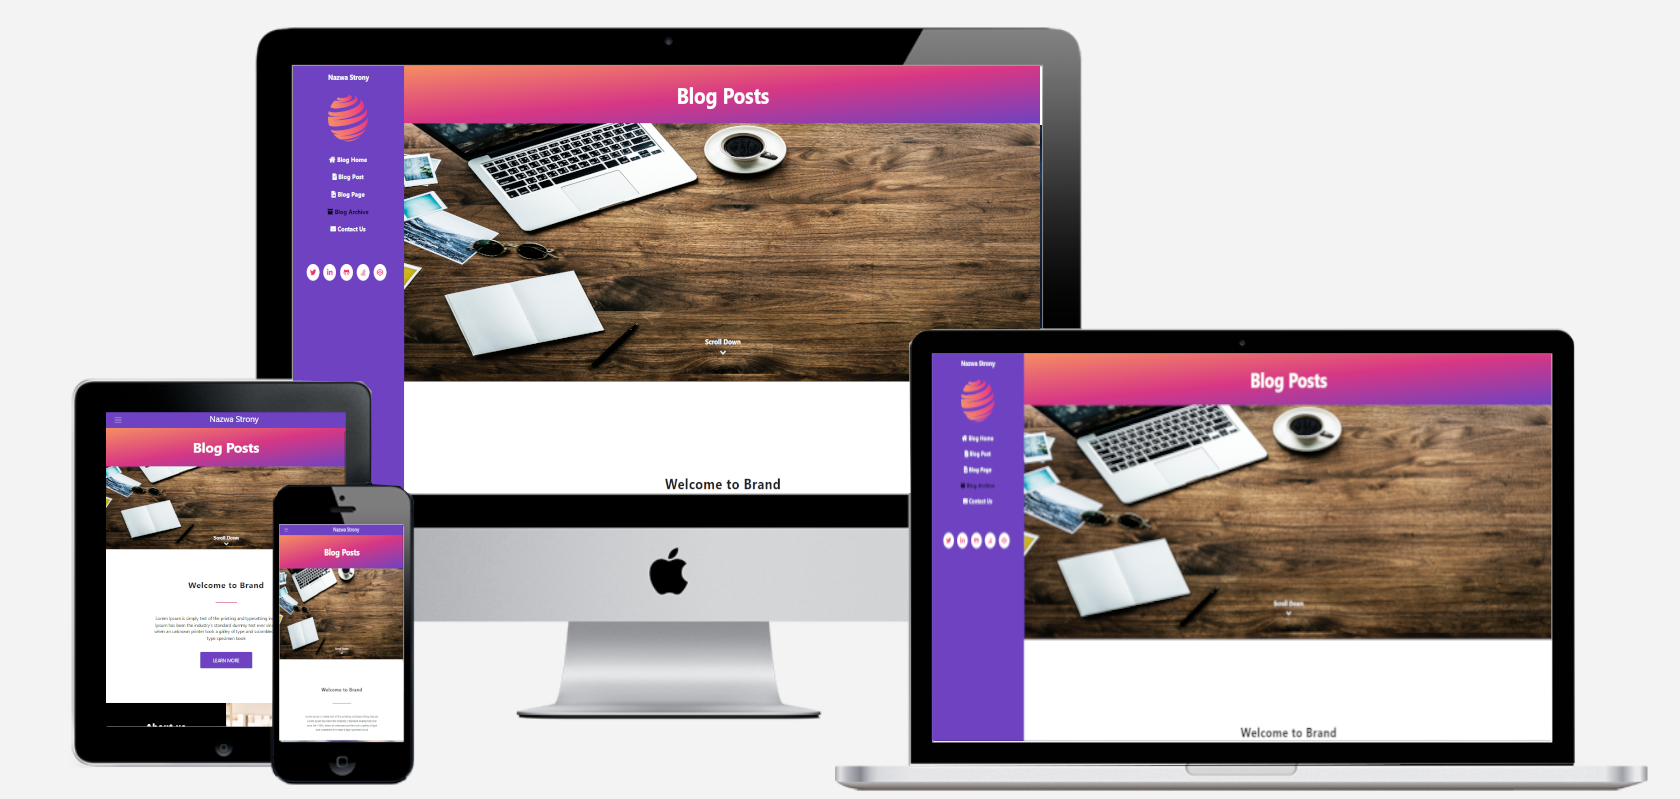 Nazwa Strony
Blog Home
Blog Post
Blog Page
Blog Archive
Contact Us
Blog Posts
Scroll Down
Welcome to Brand
Nazwa Strony
Blog Posts
Scroll Down
Welcome to Brand
Lorem Ipsum is simply text of the printing and typesetting
Ipsum has been the industry's standard dummy text ever
when an unknown printer took a galley of type and
type specimen book
LEARN MORE
About us
Nazwa Strony
Blog Posts
Scroll Down
Welcome to Brand
Nazwa Strony
Blog Home
Blog Post
Blog Page
Blog Archive
Contact Us
Blog Posts
Scroll Down
Welcome to Brand